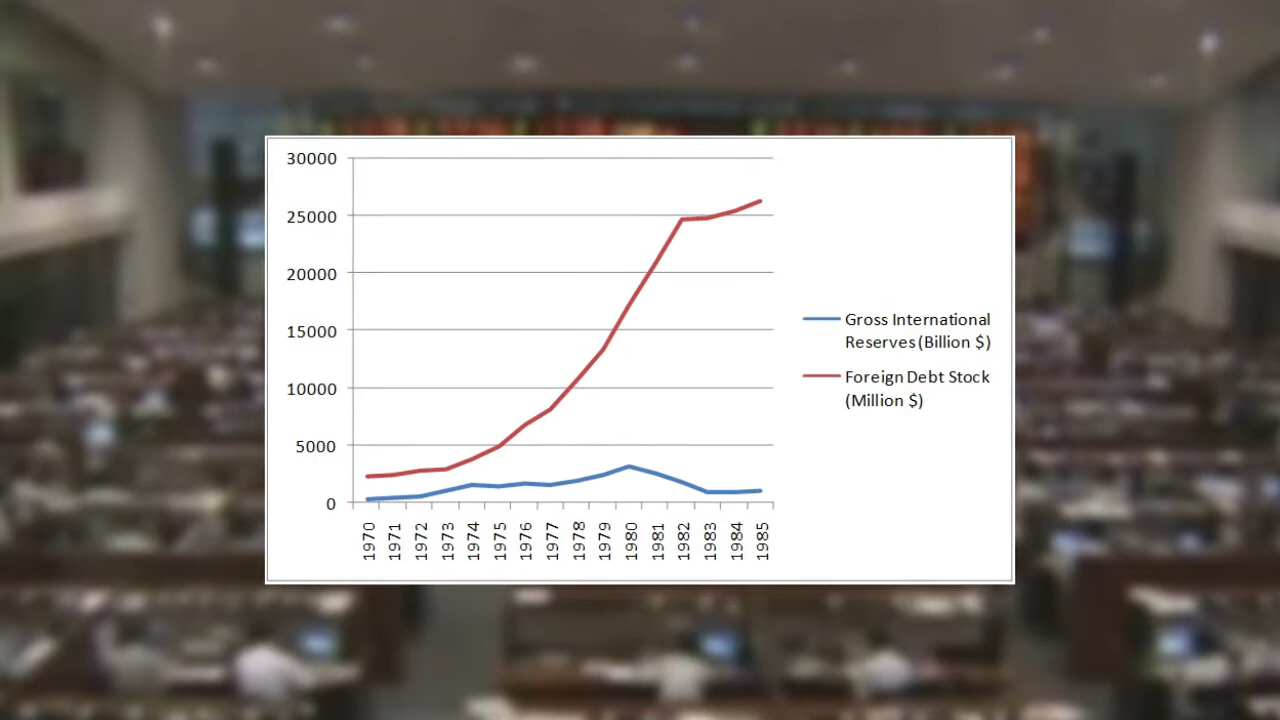 30000
25000
20000
15000
10000
5000
0
1970 1971 1972 1973 1974 1975 1976 1977 1978 1979 1980 1981 1982 1983 1984 1985
Gross International
Reserves (Billion $)
Foreign Debt Stock
(Million $)